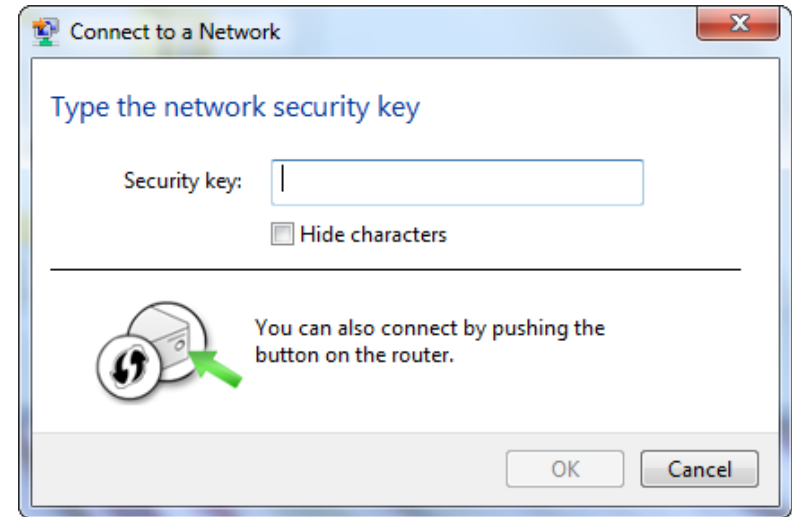 Connect to a Network
Type the network security key
Security key:
Hide characters
You can also connect by pushing the
button on the router.
OK
Cancel